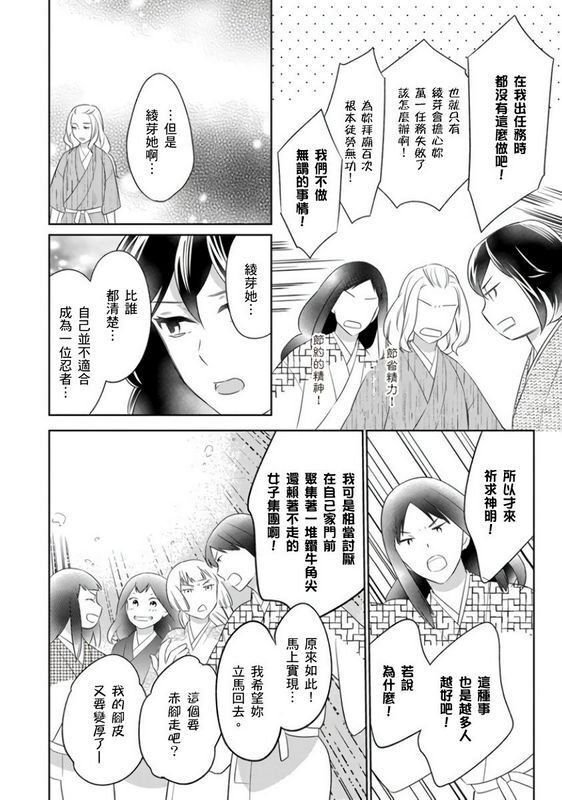 在我出任務時
都沒有這麼做吧！
也就只有
綾芽會擔心妳
萬一任務失敗了
該怎麼辦啊！
為妳拜廟百次
根本徒勞無功！
我們不做
無謂的事情！
節省精力！
節約的精神！
…但是
綾芽她啊…
綾芽她…
比誰
都清楚…
自己並不適合
成為一位忍者…
所以才來
祈求神明！
這種事
也是越多人
越好吧！
若說
為什麼！
我可是相當討厭
在自己家門前
聚集著一堆鑽牛角尖
還賴著不走的
女子集團啊！
原來如此！
馬上實現…
我希望妳
立馬回去。
這個要
赤腳走吧？
我的腳皮
又要變厚了—